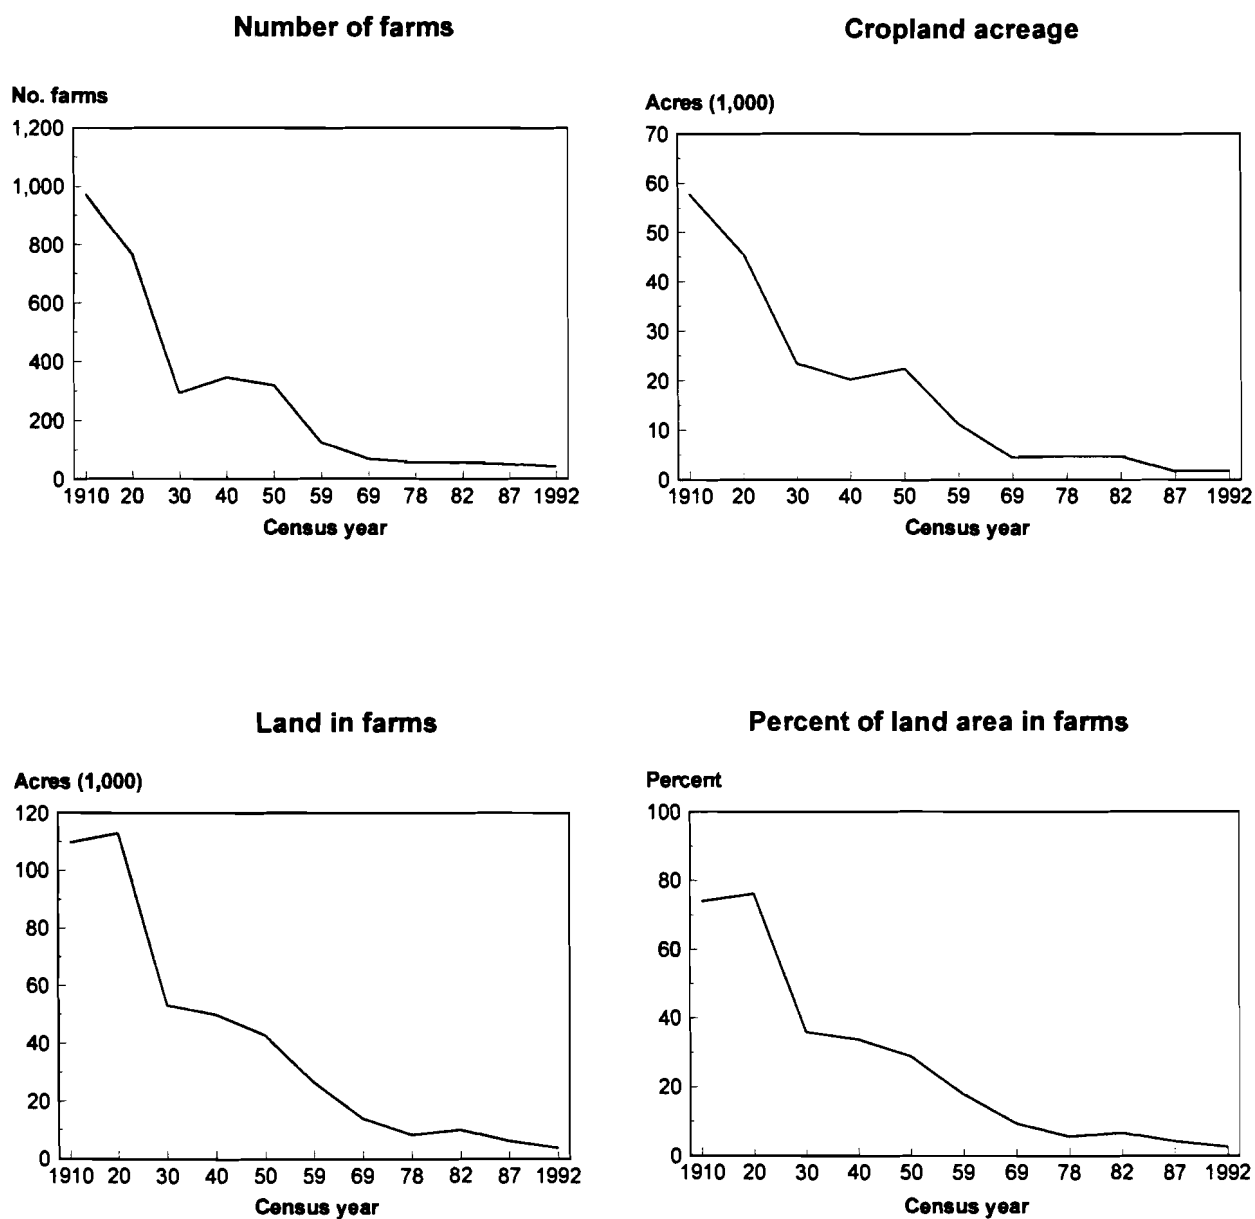 Number of farms
No. farms
1,200
1,000
800
600
400
200
0
1910 20 30 40 50 59 69 78 82 87 1992
Census year
Cropland acreage
Acres (1,000)
70
60
50
40
30
20
10
0
1910 20 30 40 50 59 69 78 82 87 1992
Census year
Land in farms
Acres (1,000)
120
100
80
60
40
20
0
1910 20 30 40 50 59 69 78 82 87 1992
Census year
Percent of land area in farms
Percent
100
80
60
40
20
0
1910 20 30 40 50 59 69 78 82 87 1992
Census year